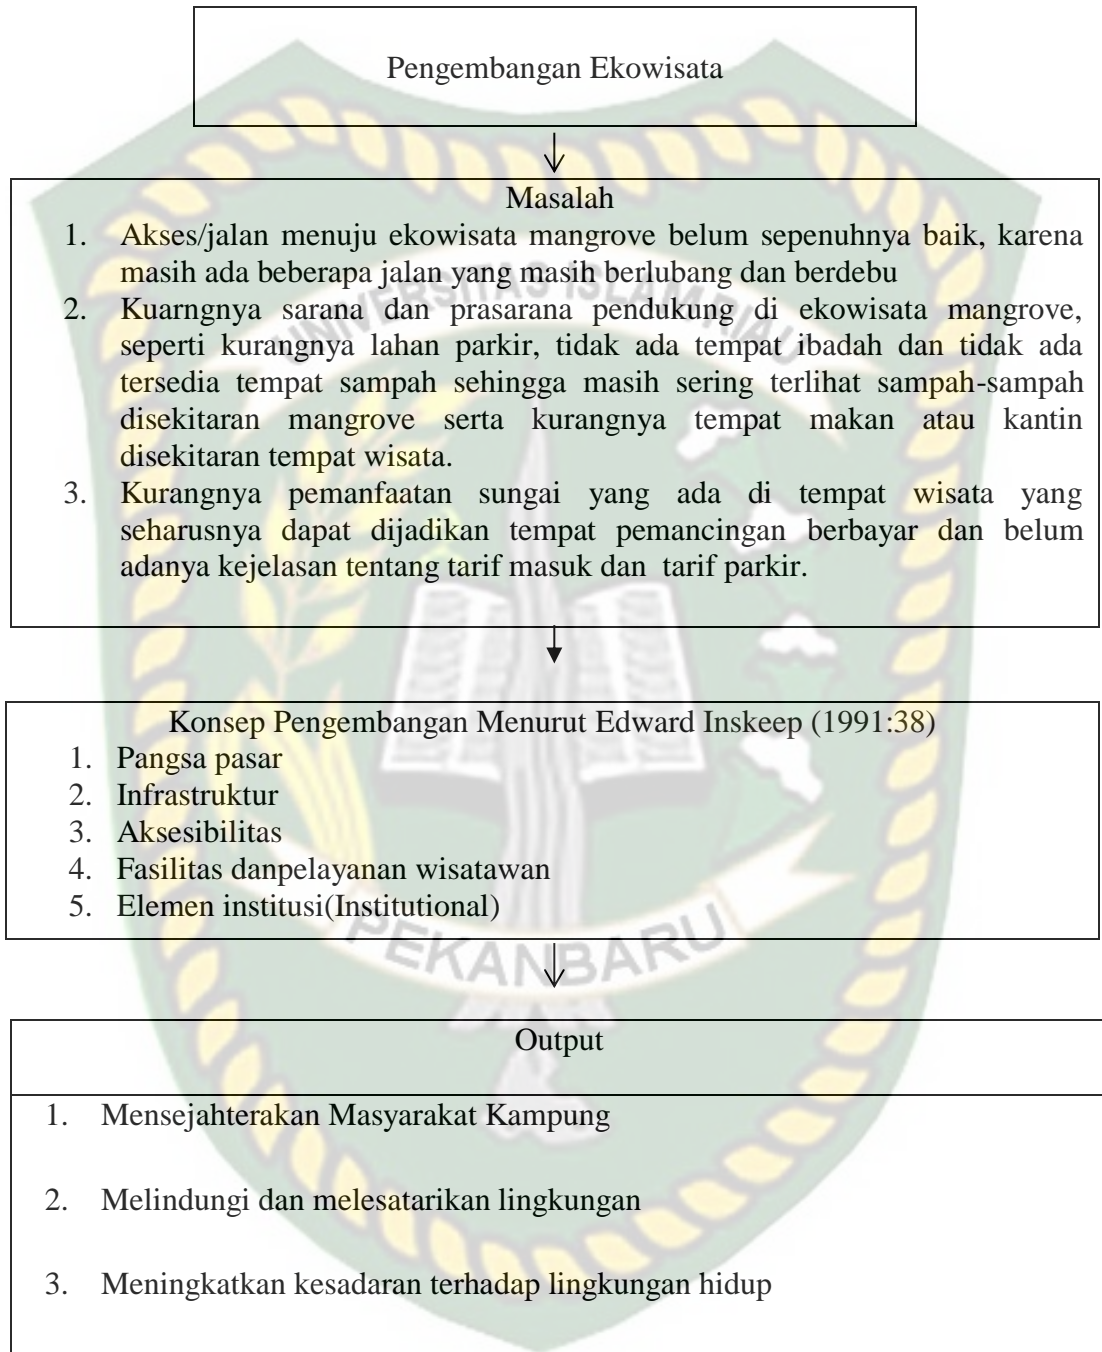 Pengembangan Ekowisata
Masalah
1. Akses/jalan menuju ekowisata mangrove belum sepenuhnya baik, karena
masih ada beberapa jalan yang masih berlubang dan berdebu
2. Kuarngnya sarana dan prasarana pendukung di ekowisata mangrove,
seperti kurangnya lahan parkir, tidak ada tempat ibadah dan tidak ada
tersedia tempat sampah sehingga masih sering terlihat sampah-sampah
disekitaran mangrove serta kurangnya tempat makan atau kantin
disekitaran tempat wisata.
3. Kurangnya pemanfaatan sungai yang ada di tempat wisata yang
seharusnya dapat dijadikan tempat pemancingan berbayar dan belum
adanya kejelasan tentang tarif masuk dan tarif parkir.
UNIVERSITAS ISLAM RIAU
Konsep Pengembangan Menurut Edward Inskeep (1991:38)
1. Pangsa pasar
2. Infrastruktur
3. Aksesibilitas
4. Fasilitas danpelayanan wisatawan
5. Elemen institusi(Institutional)
PEKANBARU
Output
1. Mensejahterakan Masyarakat Kampung
2. Melindungi dan melesatarikan lingkungan
3. Meningkatkan kesadaran terhadap lingkungan hidup